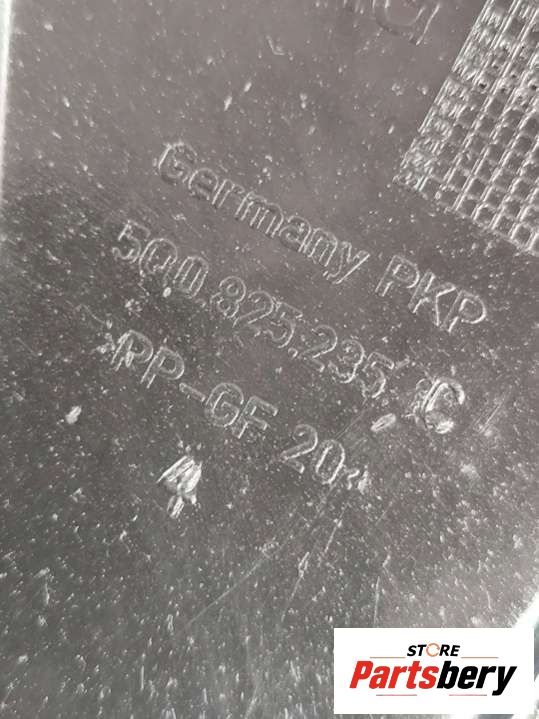 Germany PKP
5Q0.825.235. C
PP-GF 20
STORE
Partsbery